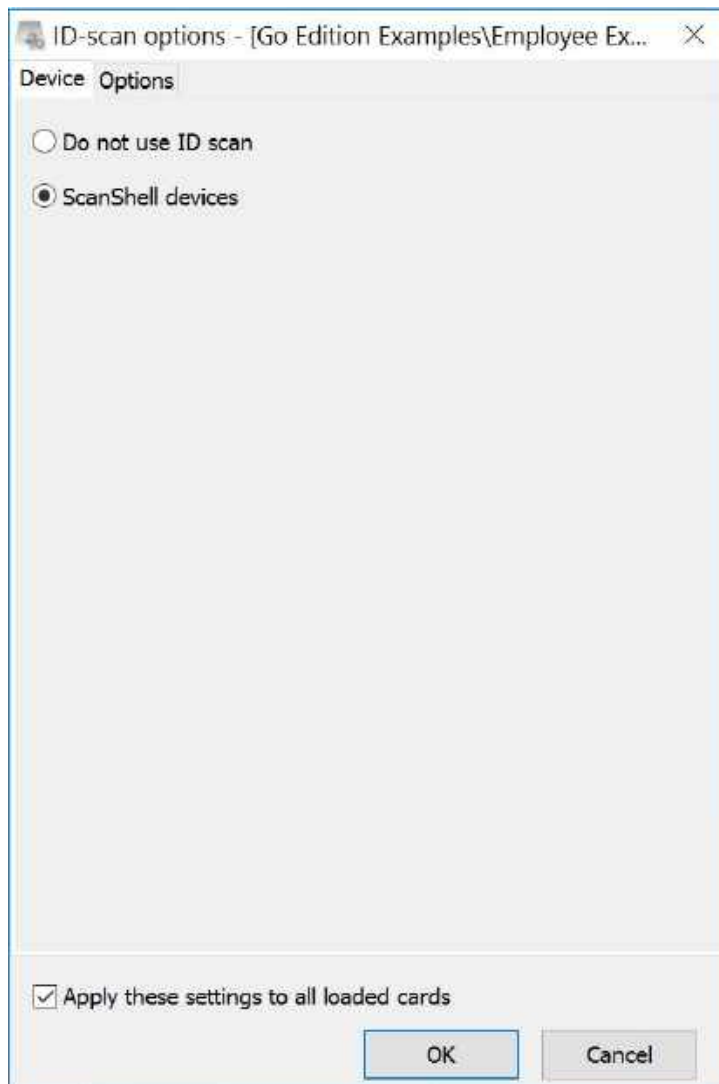 ID-scan options - [Go Edition Examples\Employee Ex...
Device Options
Do not use ID scan
ScanShell devices
Apply these settings to all loaded cards
OK Cancel